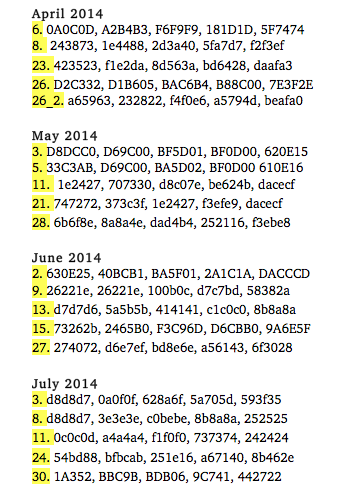 April 2014
6. 0A0C0D, A2B4B3, F6F9F9, 181D1D, 5F7474
8. 243873, 1e4488, 2d3a40, 5fa7d7, f2f3ef
23. 423523, f1e2da, 8d563a, bd6428, daafa3
26. D2C332, D1B605, BAC6B4, B88C00, 7E3F2E
26_2. a65963, 232822, f4f0e6, a5794d, beafa0
May 2014
3. D8DCC0, D69C00, BF5D01, BF0D00, 620E15
5. 33C3AB, D69C00, BA5D02, BF0D00 610E16
11. 1e2427, 707330, d8c07e, be624b, dacecf
21. 747272, 373c3f, 1e2427, f3efe9, dacecf
28. 6b6f8e, 8a8a4e, dad4b4, 252116, f3ebe8
June 2014
2. 630E25, 40BCB1, BA5F01, 2A1C1A, DACCCD
9. 26221e, 26221e, 100b0c, d7c7bd, 58382a
13. d7d7d6, 5a5b5b, 414141, c1c0c0, 8b8a8a
15. 73262b, 2465B0, F3C96D, D6CBB0, 9A6E5F
27. 274072, d6e7ef, bd8e6e, a56143, 6f3028
July 2014
3. d8d8d7, 0a0f0f, 628a6f, 5a705d, 593f35
8. d8d8d7, 3e3e3e, c0bebe, 8b8a8a, 252525
11. 0c0c0d, a4a4a4, f1f0f0, 737374, 242424
24. 54bd88, bfbcab, 251e16, a67140, 8b462e
30. 1A352, BBC9B, BDB06, 9C741, 442722